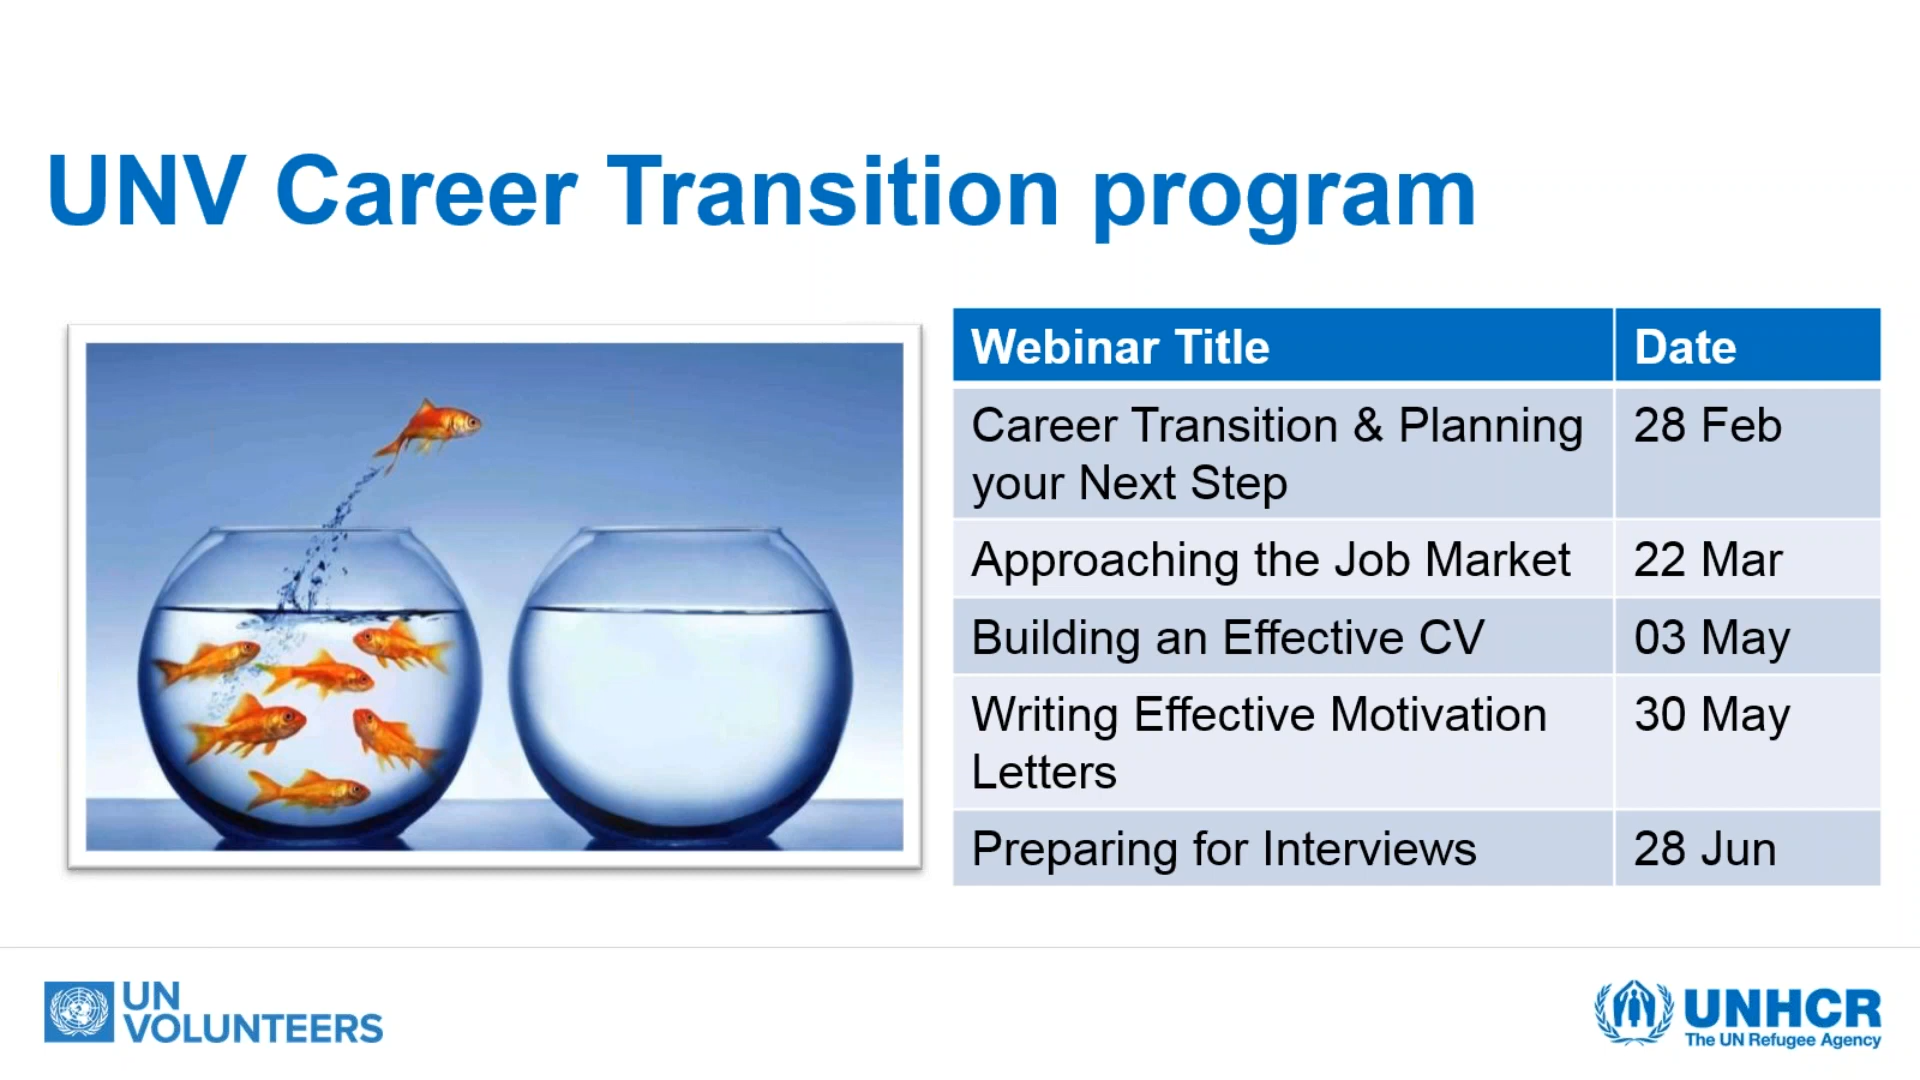 UNV Career Transition program
Webinar Title Date
Career Transition & Planning 28 Feb
your Next Step
Approaching the Job Market 22 Mar
Building an Effective CV 03 May
Writing Effective Motivation 30 May
Letters
Preparing for Interviews 28 Jun
UN
VOLUNTEERS
UNHCR
The UN Refugee Agency